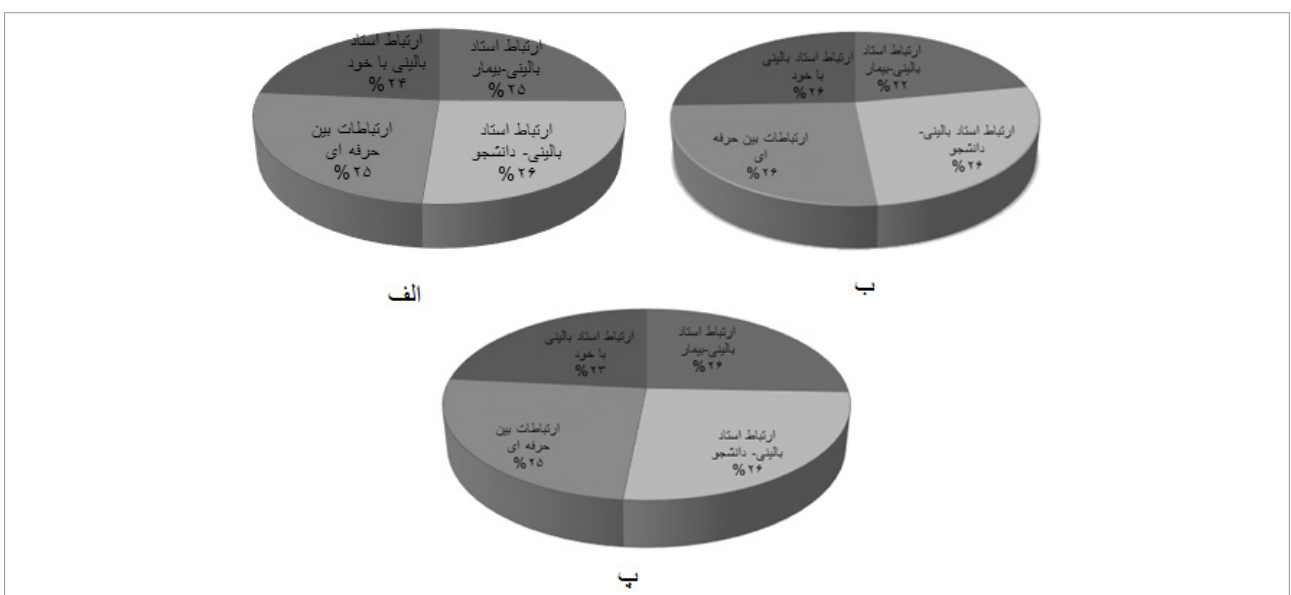 ارتباط استاد
بالینی-بیمار
%۲۵
ارتباط استاد
بالینی- دانشجو
%۲۶
ارتباطات بین
حرفه ای
%۲۵
ارتباط استاد
بالینی با خود
%۲۴
الف
ارتباط استاد
بالینی-بیمار
%۲۲
ارتباط استاد بالینی-
دانشجو
%۲۶
ارتباطات بین حرفه
ای
%۲۶
ارتباط استاد بالینی
با خود
%۲۶
ب
ارتباط استاد
بالینی-بیمار
%۲۶
ارتباط استاد
بالینی- دانشجو
%۲۶
ارتباطات بین
حرفه ای
%۲۵
ارتباط استاد بالینی
با خود
%۲۳
پ